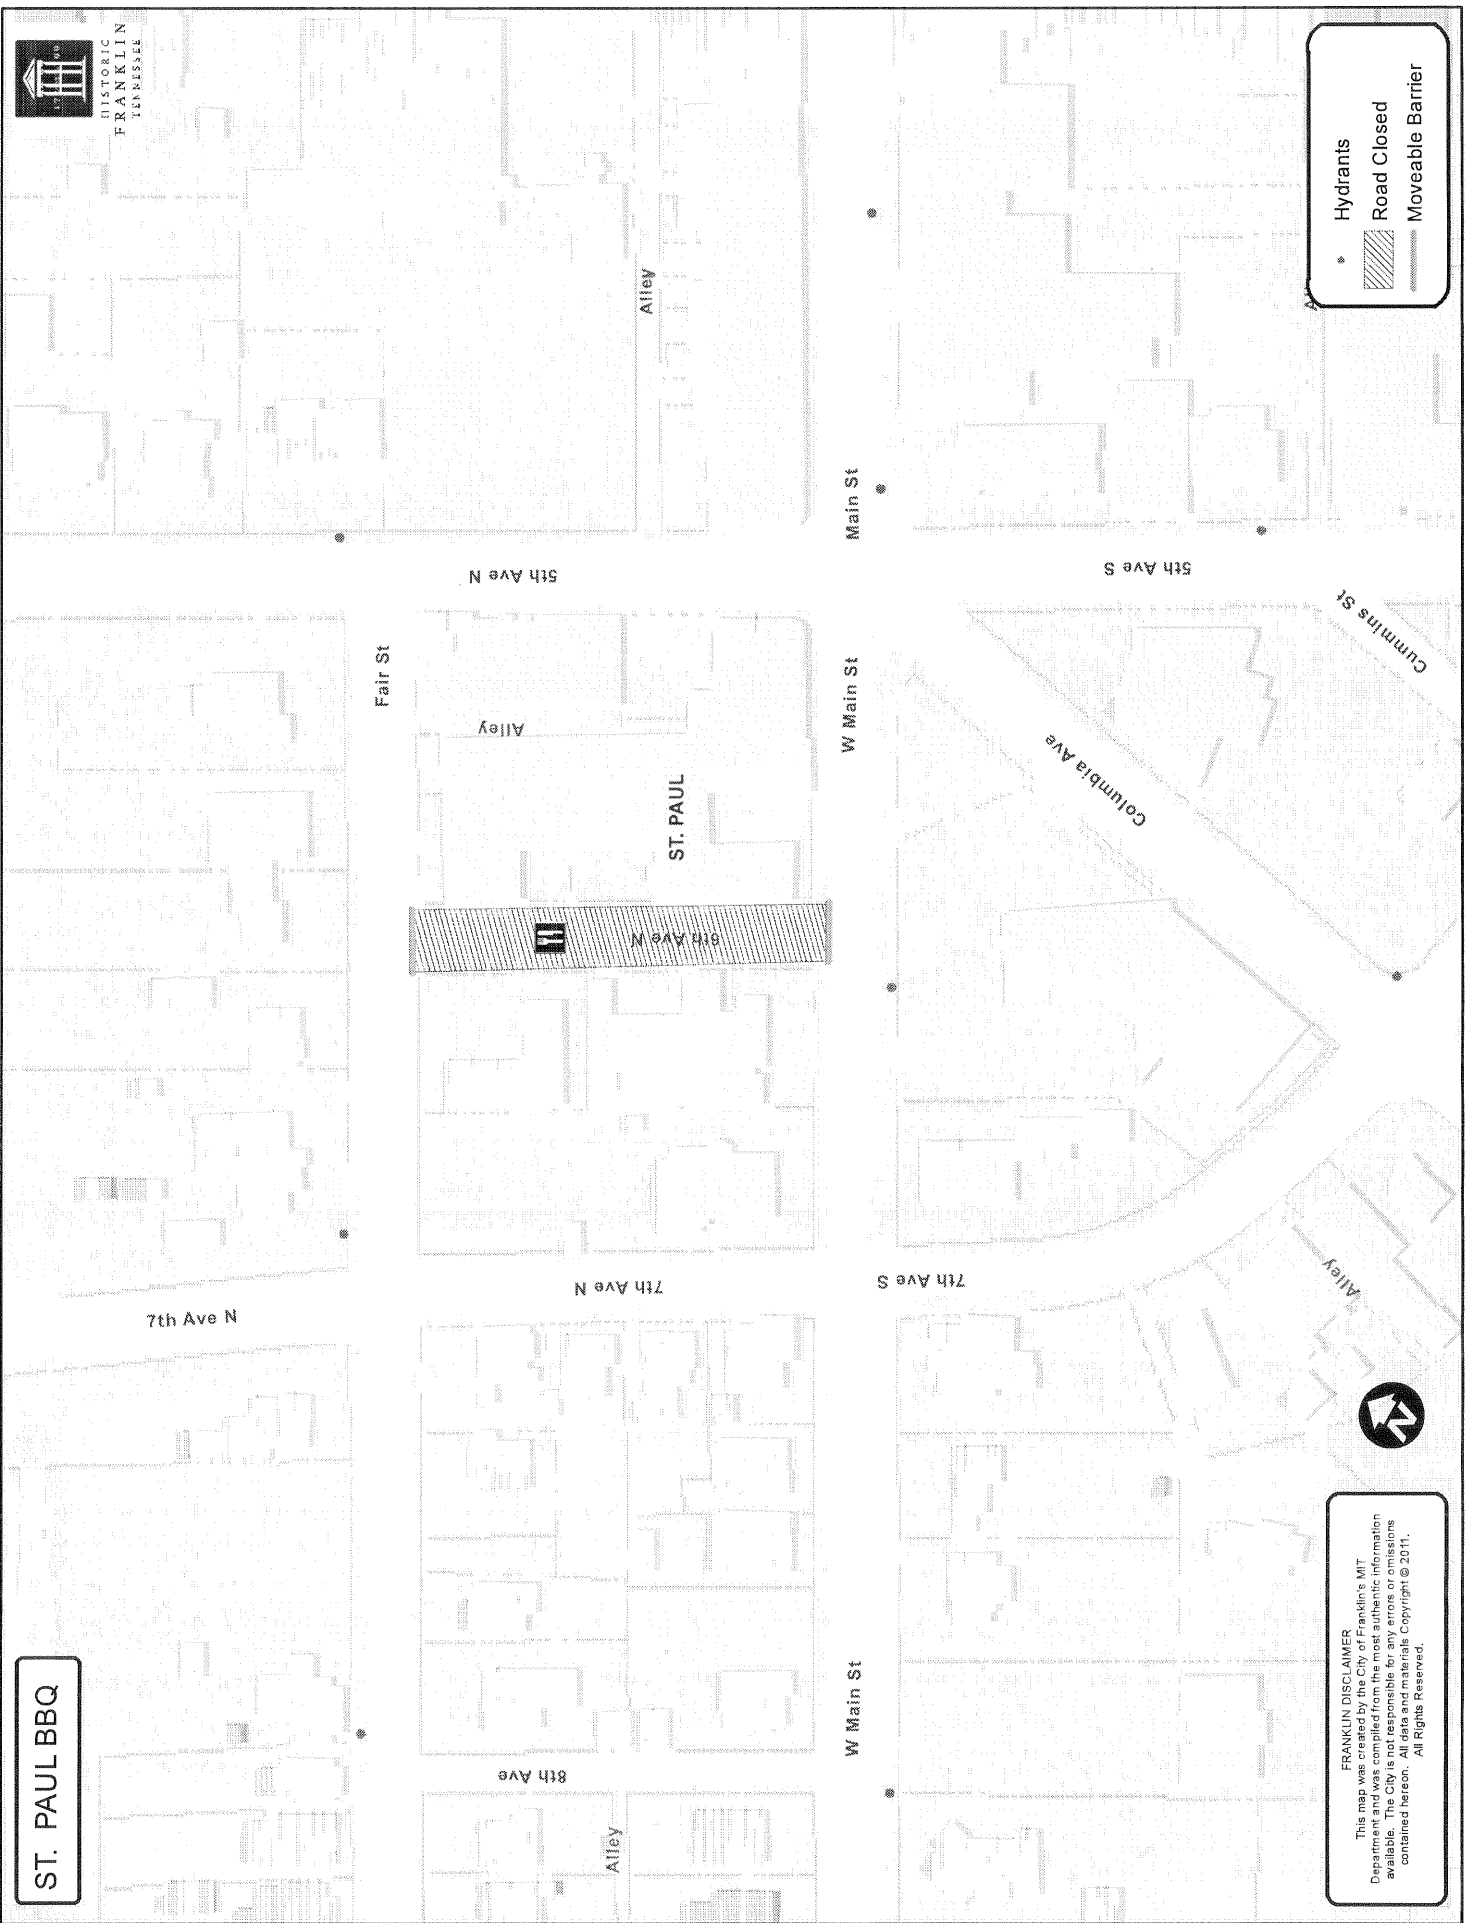 ST. PAUL BBQ
HISTORIC
FRANKLIN
TENNESSEE
7th Ave N
Fair St
8th Ave
Alley
7th Ave N
6th Ave N
ST. PAUL
Alley
5th Ave N
Alley
W Main St
W Main St
Main St
7th Ave S
Columbia Ave
5th Ave S
Cummins St
Alley
N
Hydrants
Road Closed
Moveable Barrier
FRANKLIN DISCLAIMER
This map was created by the City of Franklin's MIT
Department and was compiled from the most authentic information
available. The City is not responsible for any errors or omissions
contained hereon. All data and materials Copyright © 2011.
All Rights Reserved.